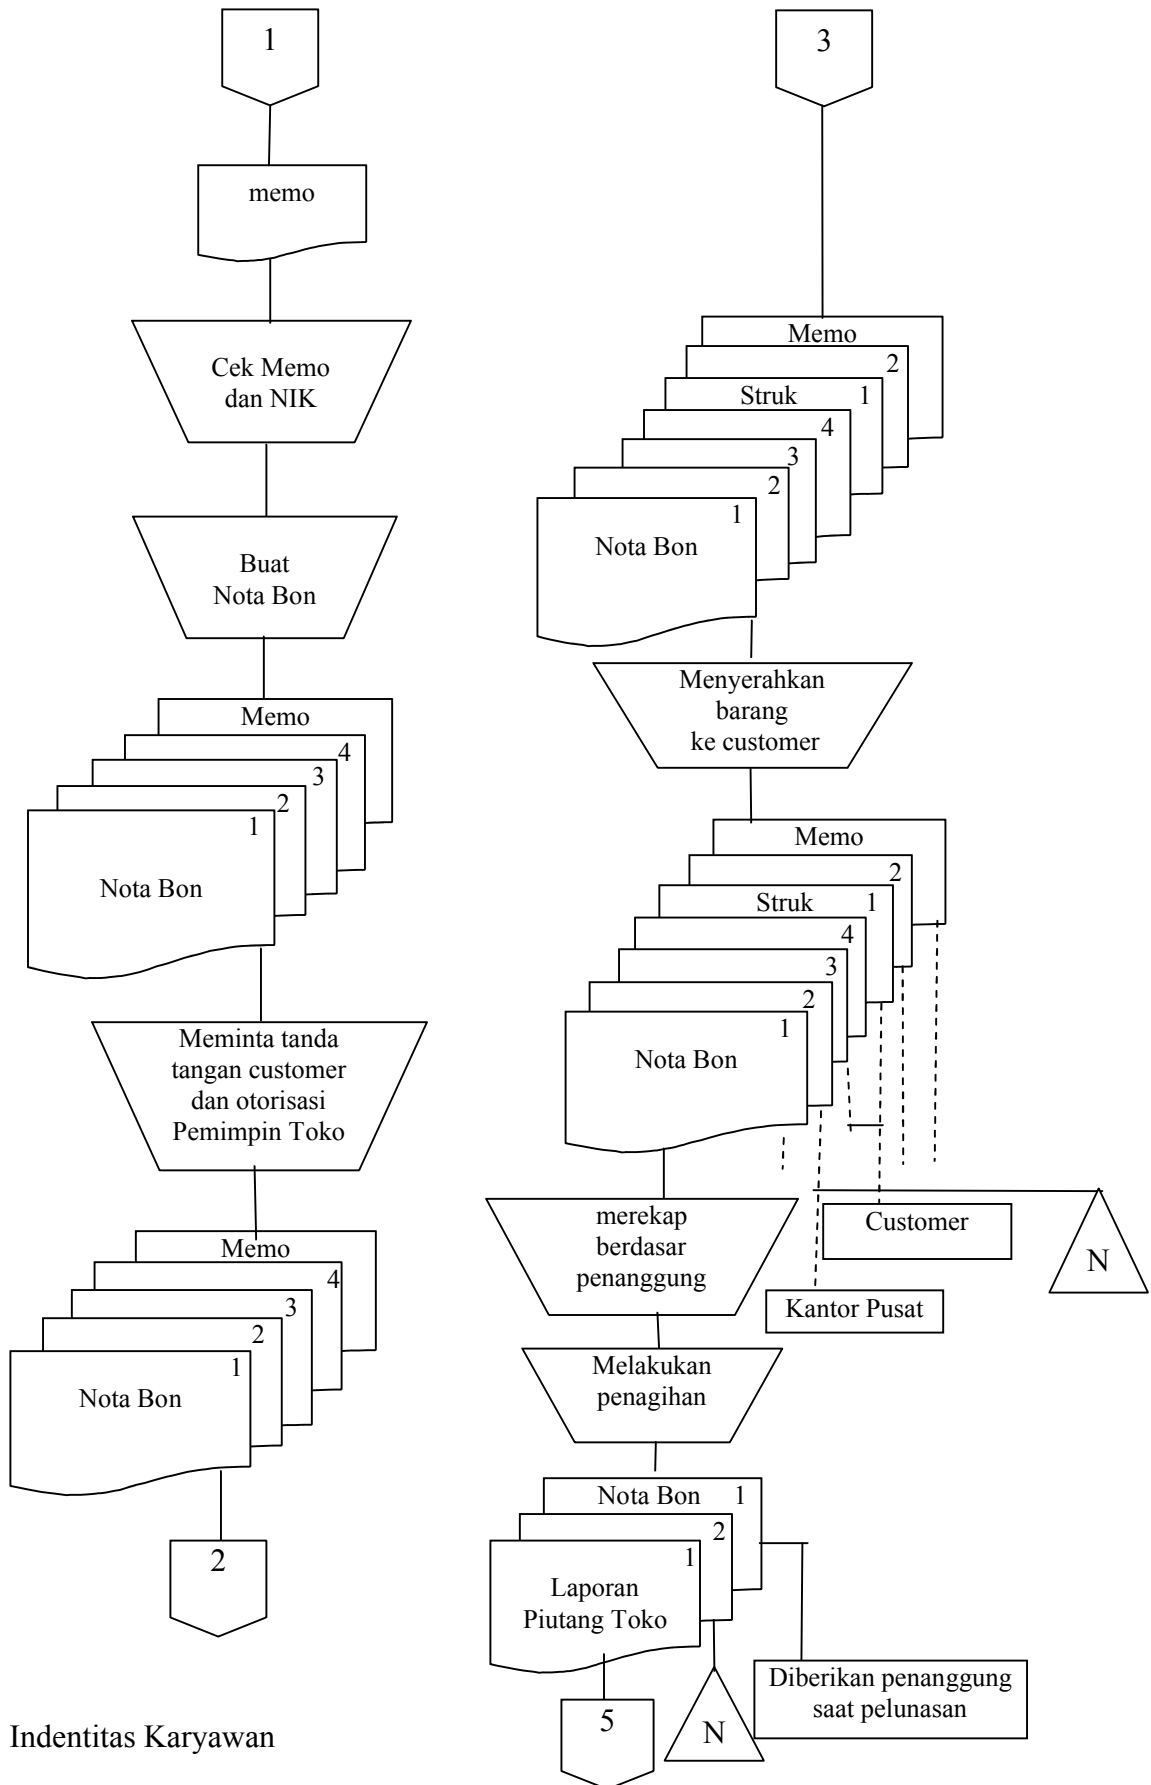 1
memo
Cek Memo
dan NIK
Buat
Nota Bon
Memo
4
3
2
1
Nota Bon
Meminta tanda
tangan customer
dan otorisasi
Pemimpin Toko
Memo
4
3
2
1
Nota Bon
2
Indentitas Karyawan
3
Memo
2
Struk 1
4
3
2
1
Nota Bon
Menyerahkan
barang
ke customer
Memo
2
Struk 1
4
3
2
1
Nota Bon
merekap
berdasar
penanggung
Customer
N
Kantor Pusat
Melakukan
penagihan
Nota Bon 1
2
1
Laporan
Piutang Toko
Diberikan penanggung
saat pelunasan
5
N